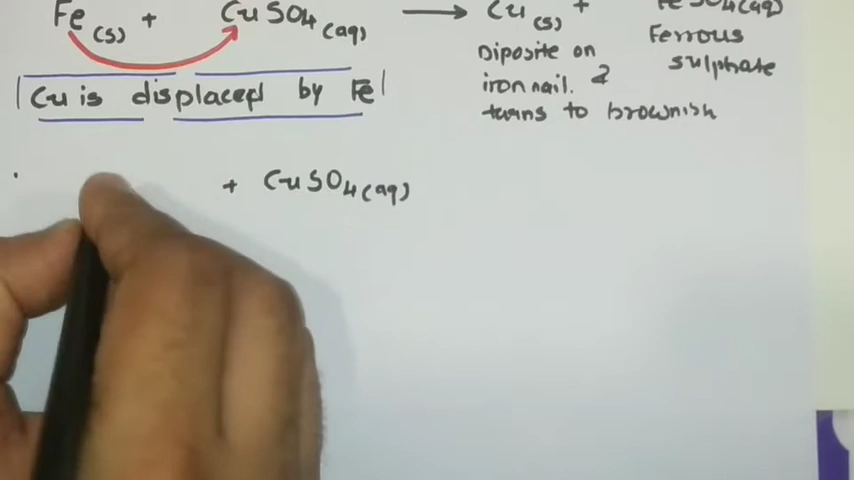 Fe(s) + CuSO4(aq) ⟶ Cu(s) + FeSO4(aq)
Diposite on
iron nail. &
turns to brownish
Ferrous
sulphate
Cu is displaced by Fe
+ CuSO4(aq)